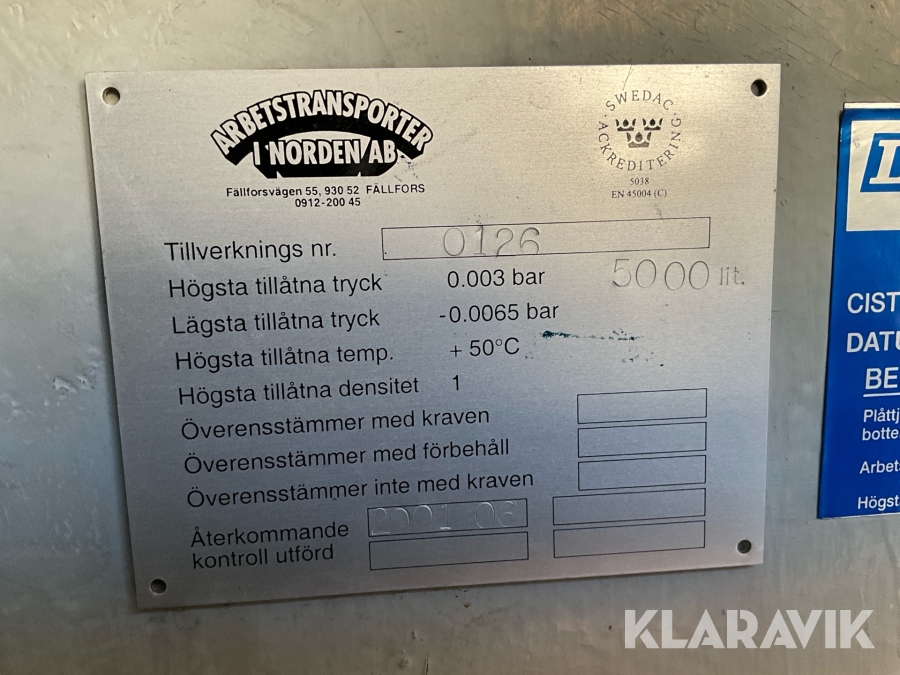 ARBETSTRANSPORTER
I NORDEN AB
Fällforsvägen 55, 930 52 FÄLLFORS
0912-200 45
SWEDAC
ACKREDITERING
5038
EN 45004 (C)
Tillverknings nr. 0126
Högsta tillåtna tryck 0.003 bar 5000 lit.
Lägsta tillåtna tryck -0.0065 bar
Högsta tillåtna temp. + 50°C
Högsta tillåtna densitet 1
Överensstämmer med kraven
Överensstämmer med förbehåll
Överensstämmer inte med kraven
Återkommande 2001 06
kontroll utförd
CIST
DATU
BE
Plåttj
botte
Arbets
Högsta
KLARAVIK